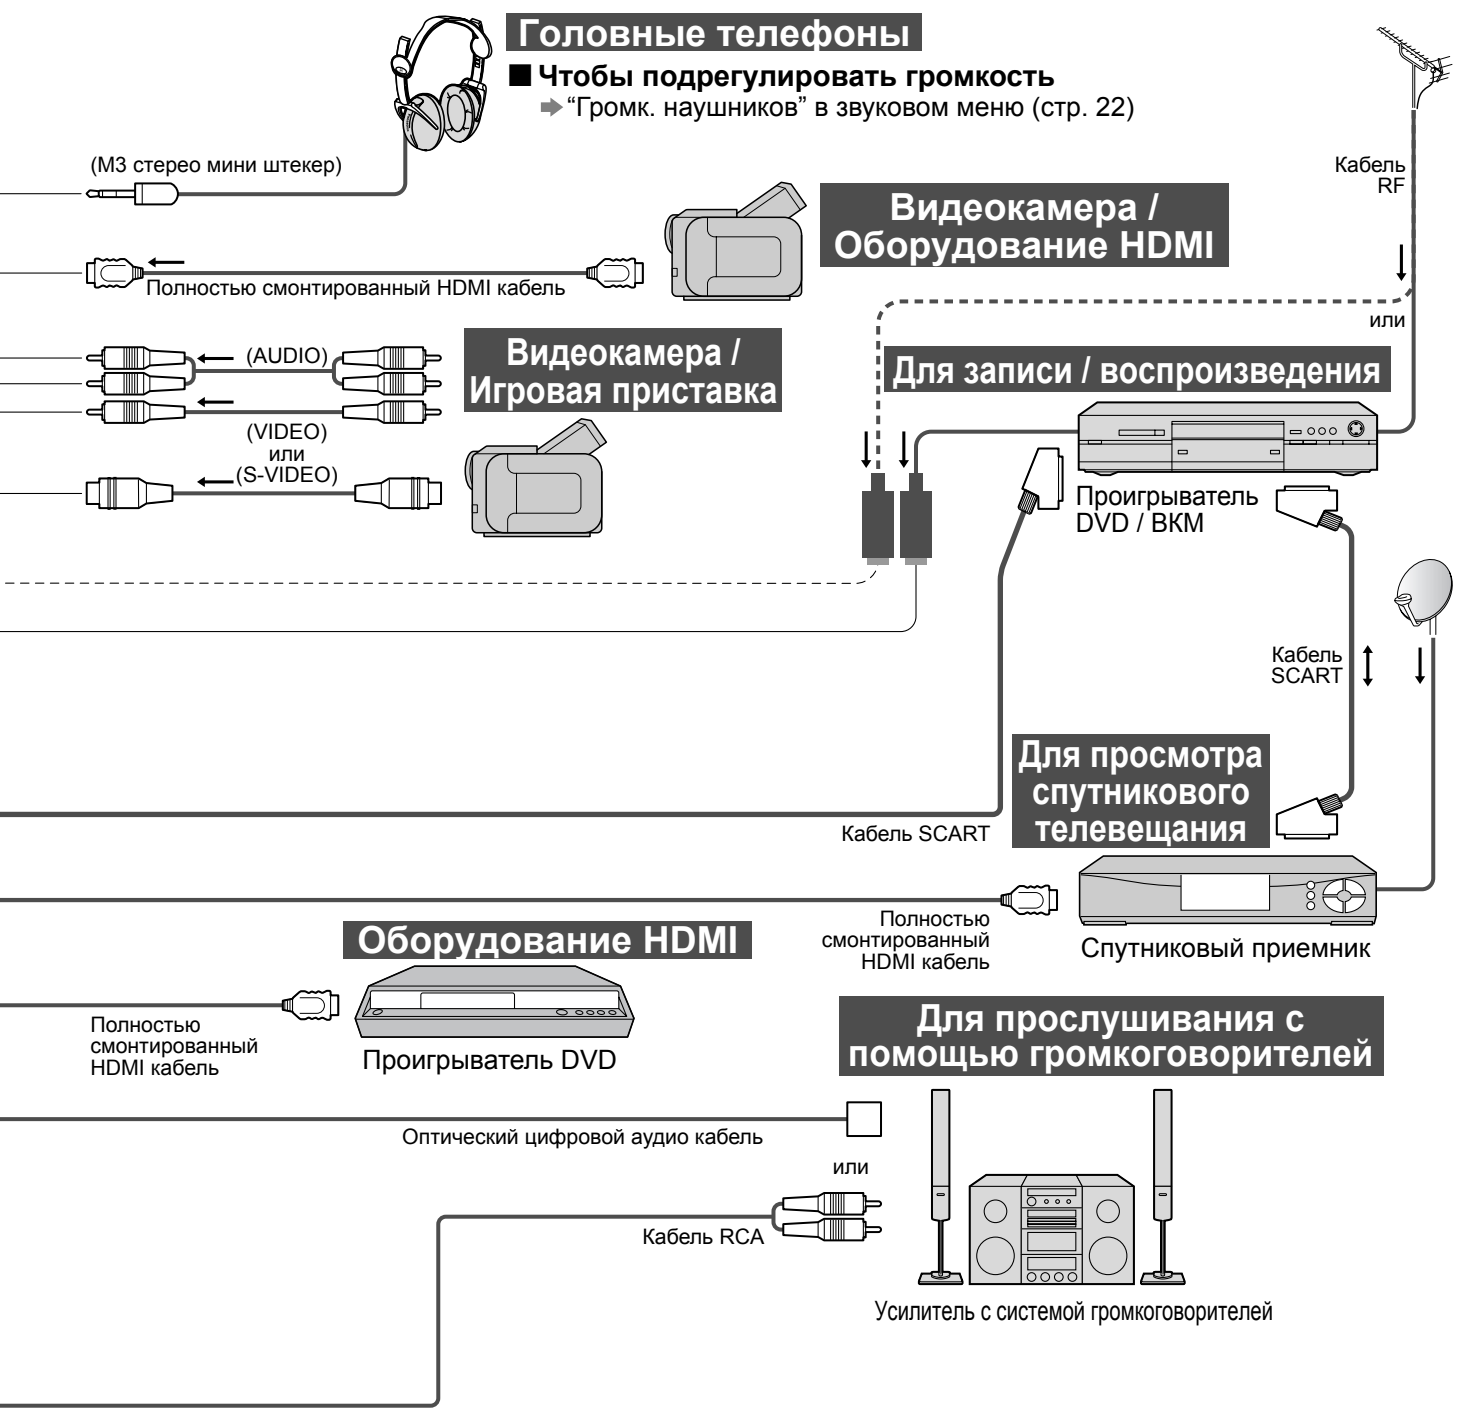 Головные телефоны
■ Чтобы подрегулировать громкость
➡ “Громк. наушников” в звуковом меню (стр. 22)
(М3 стерео мини штекер)
Кабель
RF
Видеокамера /
Оборудование HDMI
Полностью смонтированный HDMI кабель
или
(AUDIO)
Видеокамера /
Игровая приставка
Для записи / воспроизведения
(VIDEO)
или
(S-VIDEO)
Проигрыватель
DVD / ВКМ
Кабель
SCART
Для просмотра
спутникового
телевещания
Кабель SCART
Полностью
смонтированный
HDMI кабель
Спутниковый приемник
Оборудование HDMI
Полностью
смонтированный
HDMI кабель
Проигрыватель DVD
Для прослушивания с
помощью громкоговорителей
Оптический цифровой аудио кабель
или
Кабель RCA
Усилитель с системой громкоговорителей